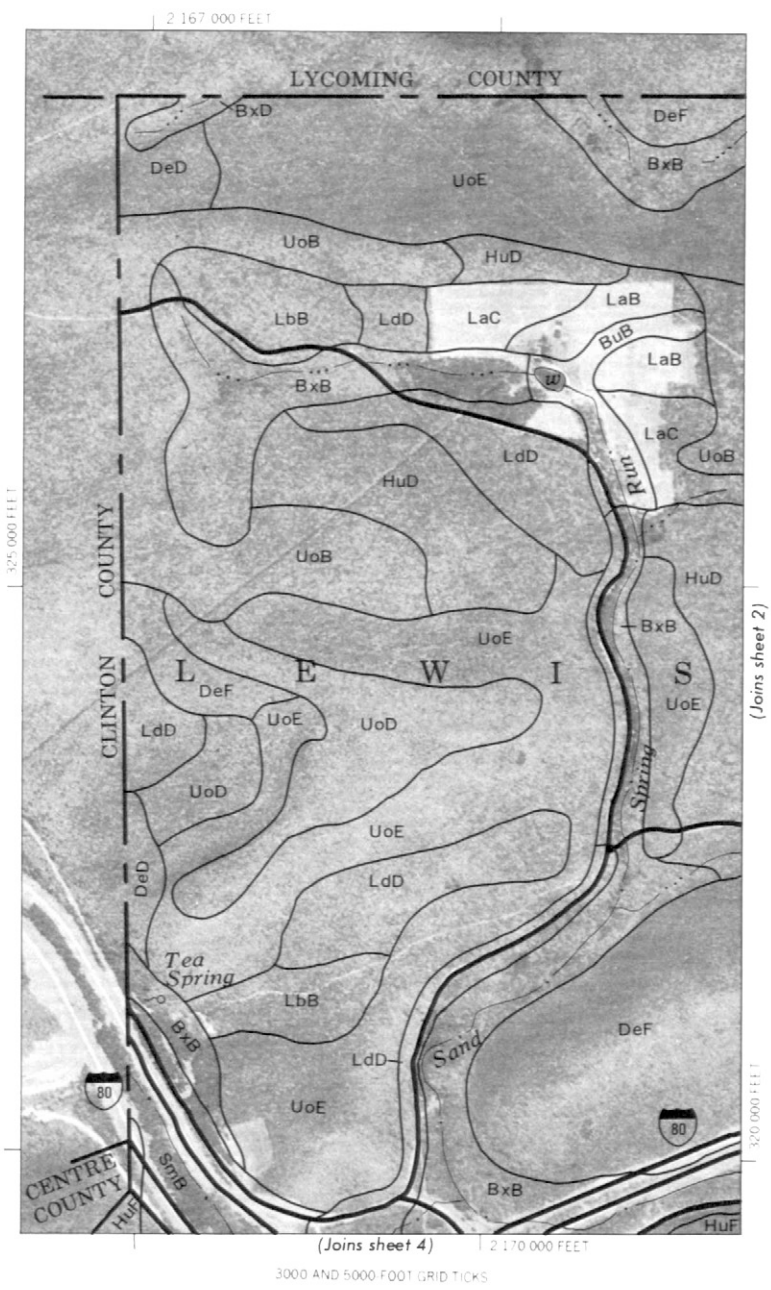 2 167 000 FEET
LYCOMING COUNTY
BxD
DeF
DeD
BxB
UoE
UoB
HuD
LaB
LbB
LdD
LaC
BuB
LaB
BxB
w
LaC
LdD
UoB
HuD
Run
325 000 FEET
COUNTY
UoB
HuD
BxB
UoE
(Joins sheet 2)
L E W I S
DeF
UoE
CLINTON
LdD
UoE
UoD
UoD
Spring
UoE
DeD
LdD
Tea
Spring
LbB
BxB
DeF
Sand
LdD
80
UoE
80
320 000 FEET
CENTRE
COUNTY
SmB
BxB
HuF
HuF
(Joins sheet 4)
2 170 000 FEET
3000 AND 5000-FOOT GRID TICKS